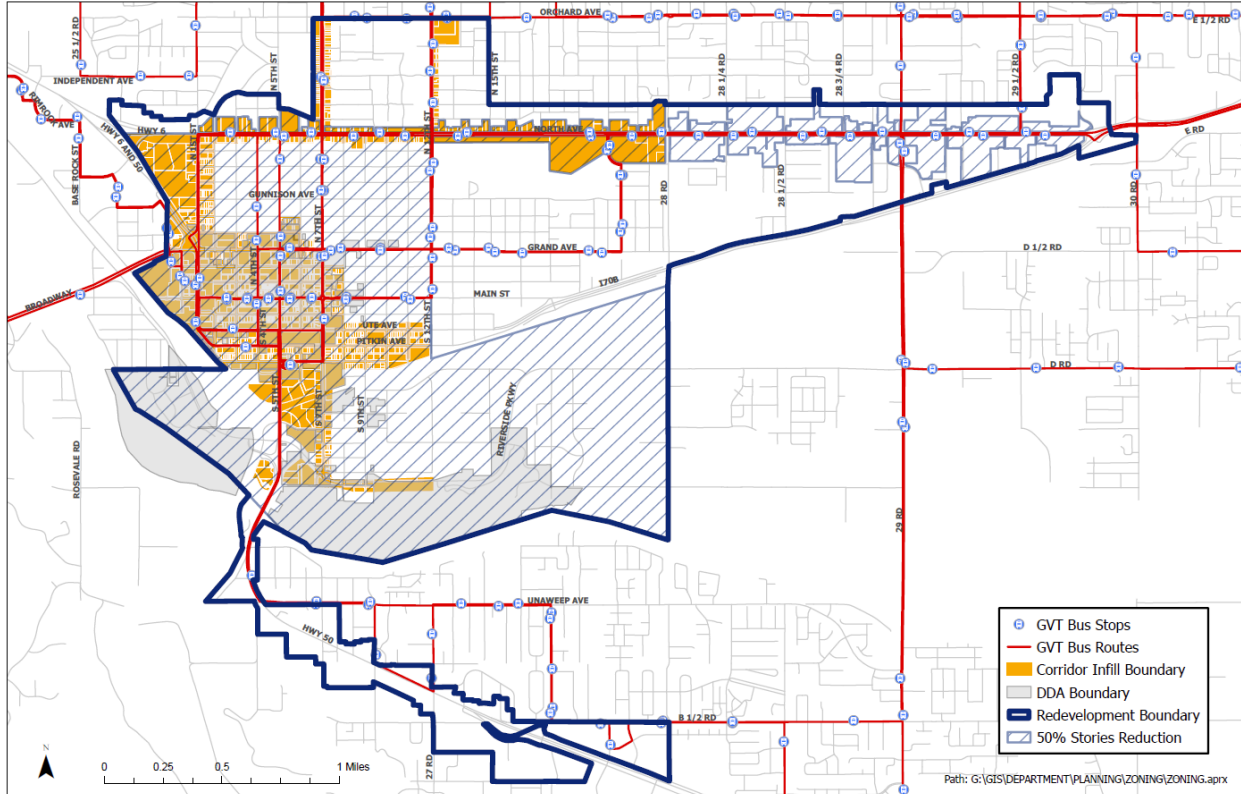 ORCHARD AVE
E 1/2 RD
25 1/2 RD
N 5TH ST
N 15TH ST
28 1/4 RD
28 3/4 RD
29 1/2 RD
INDEPENDENT AVE
HWY 6
HWY 6 AND 50
N 1ST ST
NORTH AVE
E RD
BASE ROCK ST
GUNNISON AVE
N 7TH ST
28 RD
28 1/2 RD
30 RD
GRAND AVE
D 1/2 RD
N 4TH ST
BROADWAY
I70B
MAIN ST
UTE AVE
PITKIN AVE
S 4TH ST
S 12TH ST
D RD
S 5TH ST
S 7TH ST
S 9TH ST
RIVERSIDE PKWY
ROSEVALE RD
29 RD
UNAWEEP AVE
HWY 50
B 1/2 RD
27 RD
GVT Bus Stops
GVT Bus Routes
Corridor Infill Boundary
DDA Boundary
Redevelopment Boundary
50% Stories Reduction
N
0 0.25 0.5 1 Miles
Path: G:\GIS\DEPARTMENT\PLANNING\ZONING\ZONING.aprx